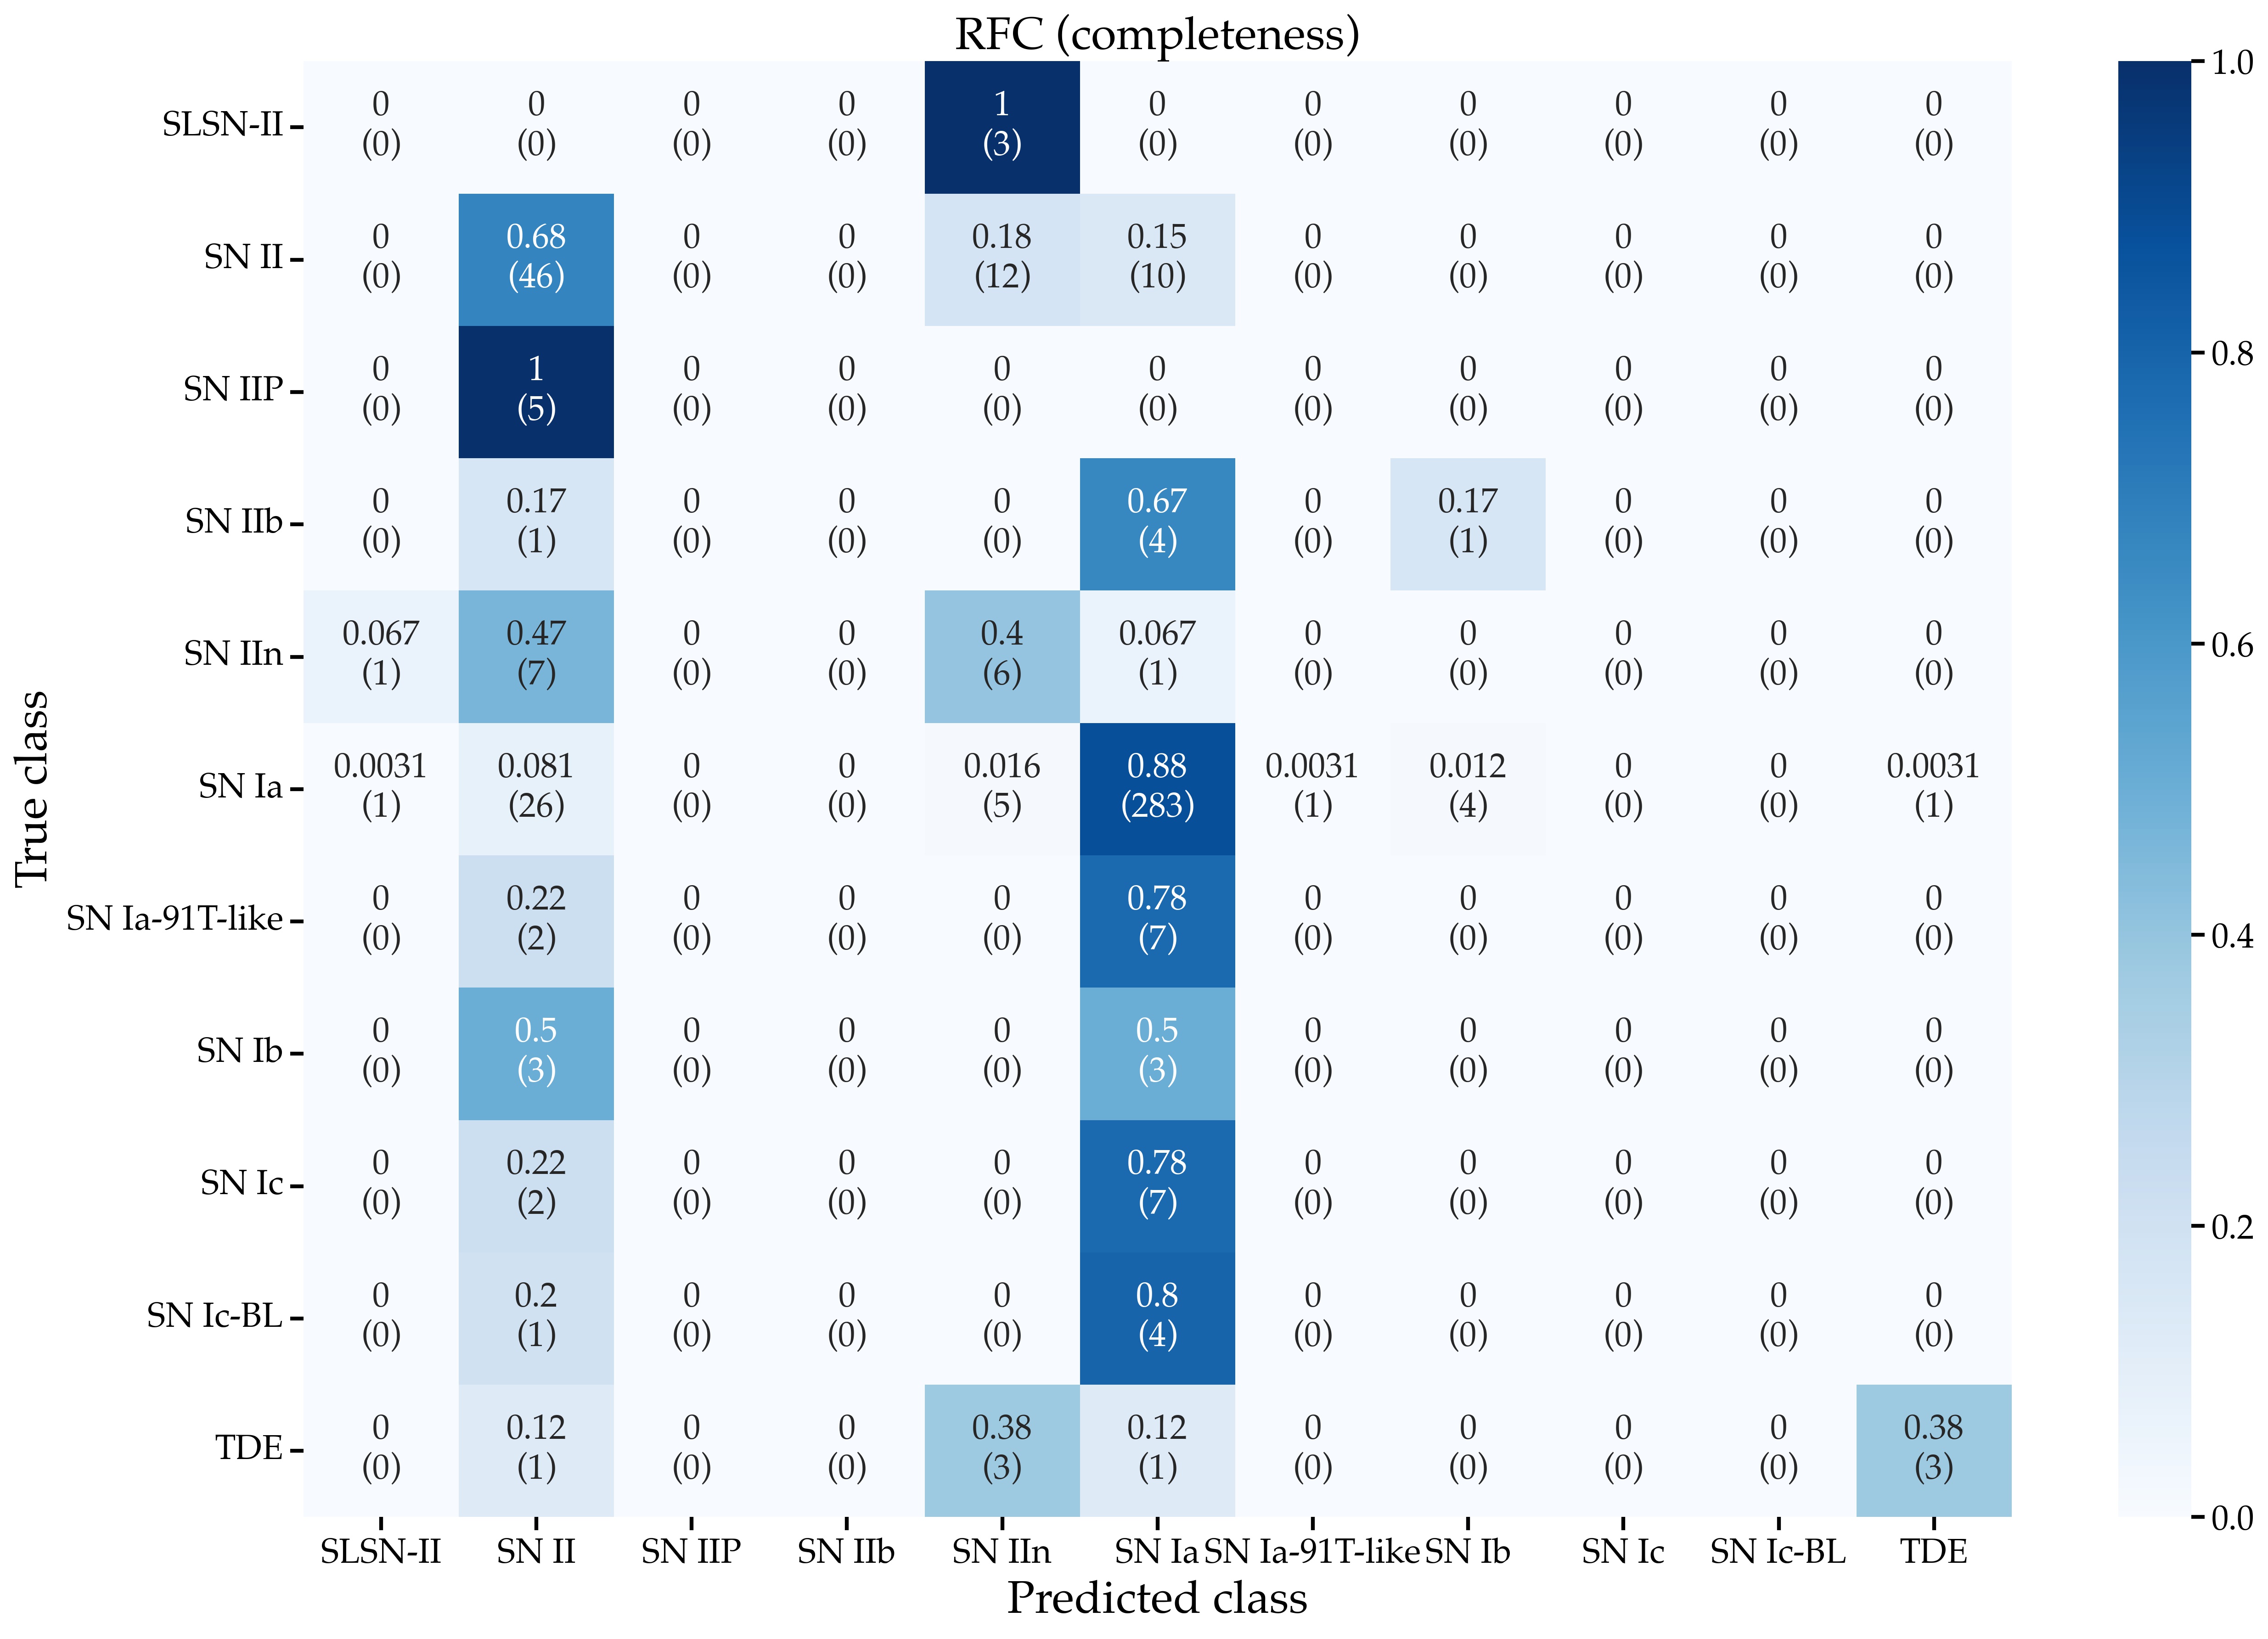 RFC (completeness)
SLSN-II 0 0 0 0 1 0 0 0 0 0 0
(0) (0) (0) (0) (3) (0) (0) (0) (0) (0) (0)
SN II 0 0.68 0 0 0.18 0.15 0 0 0 0 0
(0) (46) (0) (0) (12) (10) (0) (0) (0) (0) (0)
SN IIP 0 1 0 0 0 0 0 0 0 0 0
(0) (5) (0) (0) (0) (0) (0) (0) (0) (0) (0)
SN IIb 0 0.17 0 0 0 0.67 0 0.17 0 0 0
(0) (1) (0) (0) (0) (4) (0) (1) (0) (0) (0)
SN IIn 0.067 0.47 0 0 0.4 0.067 0 0 0 0 0
(1) (7) (0) (0) (6) (1) (0) (0) (0) (0) (0)
SN Ia 0.0031 0.081 0 0 0.016 0.88 0.0031 0.012 0 0 0.0031
(1) (26) (0) (0) (5) (283) (1) (4) (0) (0) (1)
SN Ia-91T-like 0 0.22 0 0 0 0.78 0 0 0 0 0
(0) (2) (0) (0) (0) (7) (0) (0) (0) (0) (0)
SN Ib 0 0.5 0 0 0 0.5 0 0 0 0 0
(0) (3) (0) (0) (0) (3) (0) (0) (0) (0) (0)
SN Ic 0 0.22 0 0 0 0.78 0 0 0 0 0
(0) (2) (0) (0) (0) (7) (0) (0) (0) (0) (0)
SN Ic-BL 0 0.2 0 0 0 0.8 0 0 0 0 0
(0) (1) (0) (0) (0) (4) (0) (0) (0) (0) (0)
TDE 0 0.12 0 0 0.38 0.12 0 0 0 0 0.38
(0) (1) (0) (0) (3) (1) (0) (0) (0) (0) (3)
SLSN-II SN II SN IIP SN IIb SN IIn SN Ia SN Ia-91T-like SN Ib SN Ic SN Ic-BL TDE
Predicted class
True class
1.0
0.8
0.6
0.4
0.2
0.0